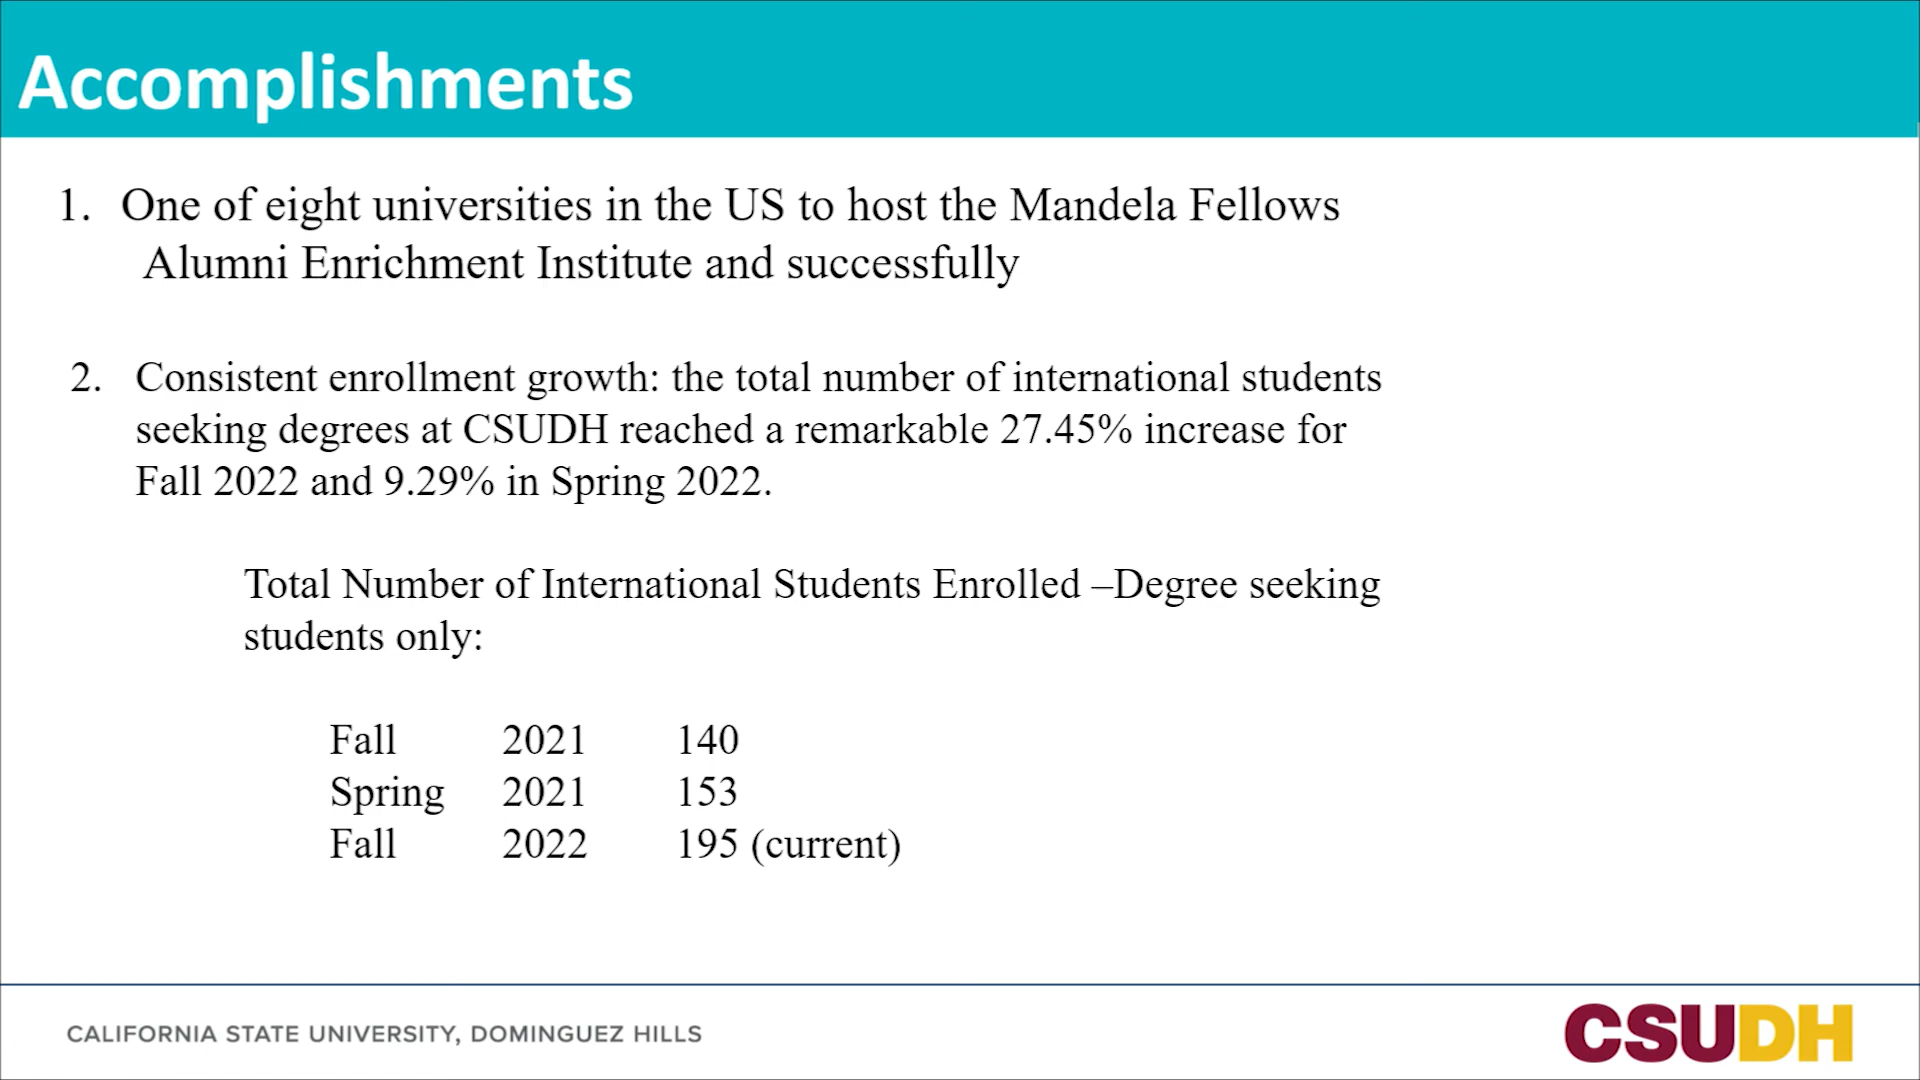 Accomplishments
1. One of eight universities in the US to host the Mandela Fellows
Alumni Enrichment Institute and successfully
2. Consistent enrollment growth: the total number of international students
seeking degrees at CSUDH reached a remarkable 27.45% increase for
Fall 2022 and 9.29% in Spring 2022.
Total Number of International Students Enrolled –Degree seeking
students only:
Fall 2021 140
Spring 2021 153
Fall 2022 195 (current)
CALIFORNIA STATE UNIVERSITY, DOMINGUEZ HILLS
CSUDH